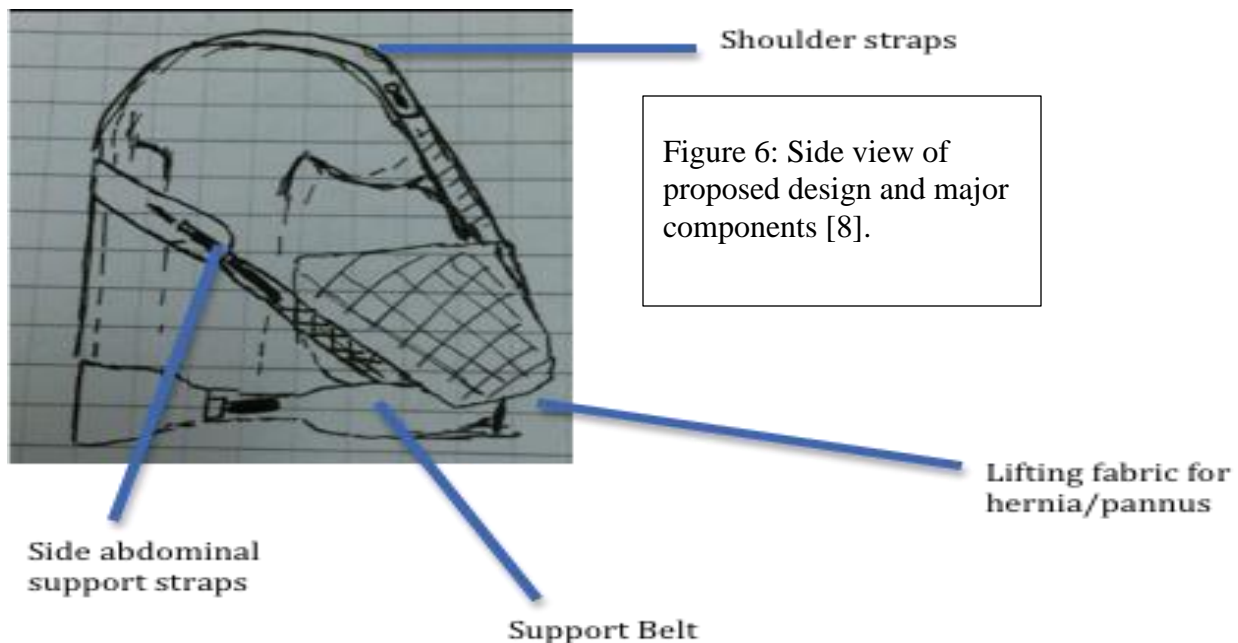 Shoulder straps
Figure 6: Side view of
proposed design and major
components [8].
Lifting fabric for
hernia/pannus
Side abdominal
support straps
Support Belt